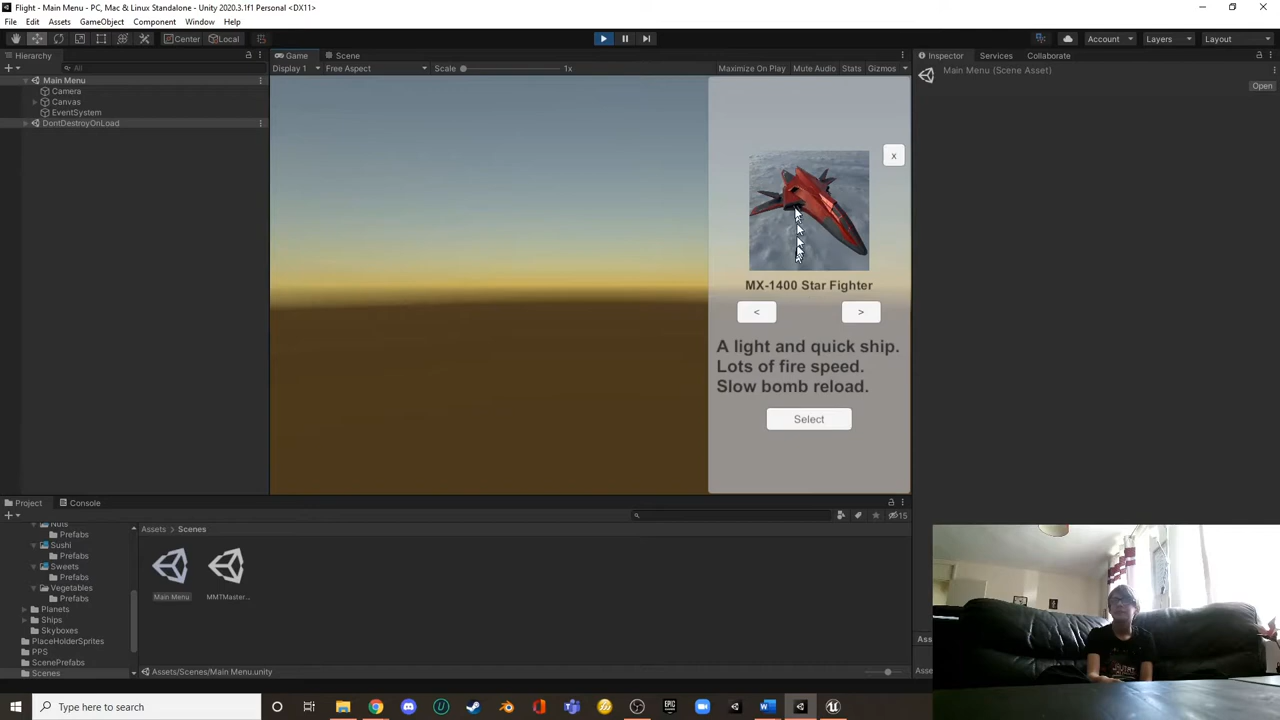 Flight - Main Menu - PC, Mac & Linux Standalone - Unity 2020.3.1f1 Personal <DX11>
File Edit Assets GameObject Component Window Help
Center Local Account Layers Layout
Hierarchy
All
Main Menu
Camera
Canvas
EventSystem
DontDestroyOnLoad
Game Scene
Display 1 Free Aspect Scale 1x Maximize On Play Mute Audio Stats Gizmos
x
MX-1400 Star Fighter
< >
A light and quick ship.
Lots of fire speed.
Slow bomb reload.
Select
Inspector Services Collaborate
Main Menu (Scene Asset)
Open
Project Console
15
Nuts
Prefabs
Sushi
Prefabs
Sweets
Prefabs
Vegetables
Prefabs
Planets
Ships
Skyboxes
PlaceHolderSprites
PPS
ScenePrefabs
Scenes
Assets > Scenes
Main Menu MMTMaster...
Assets/Scenes/Main Menu.unity
Type here to search